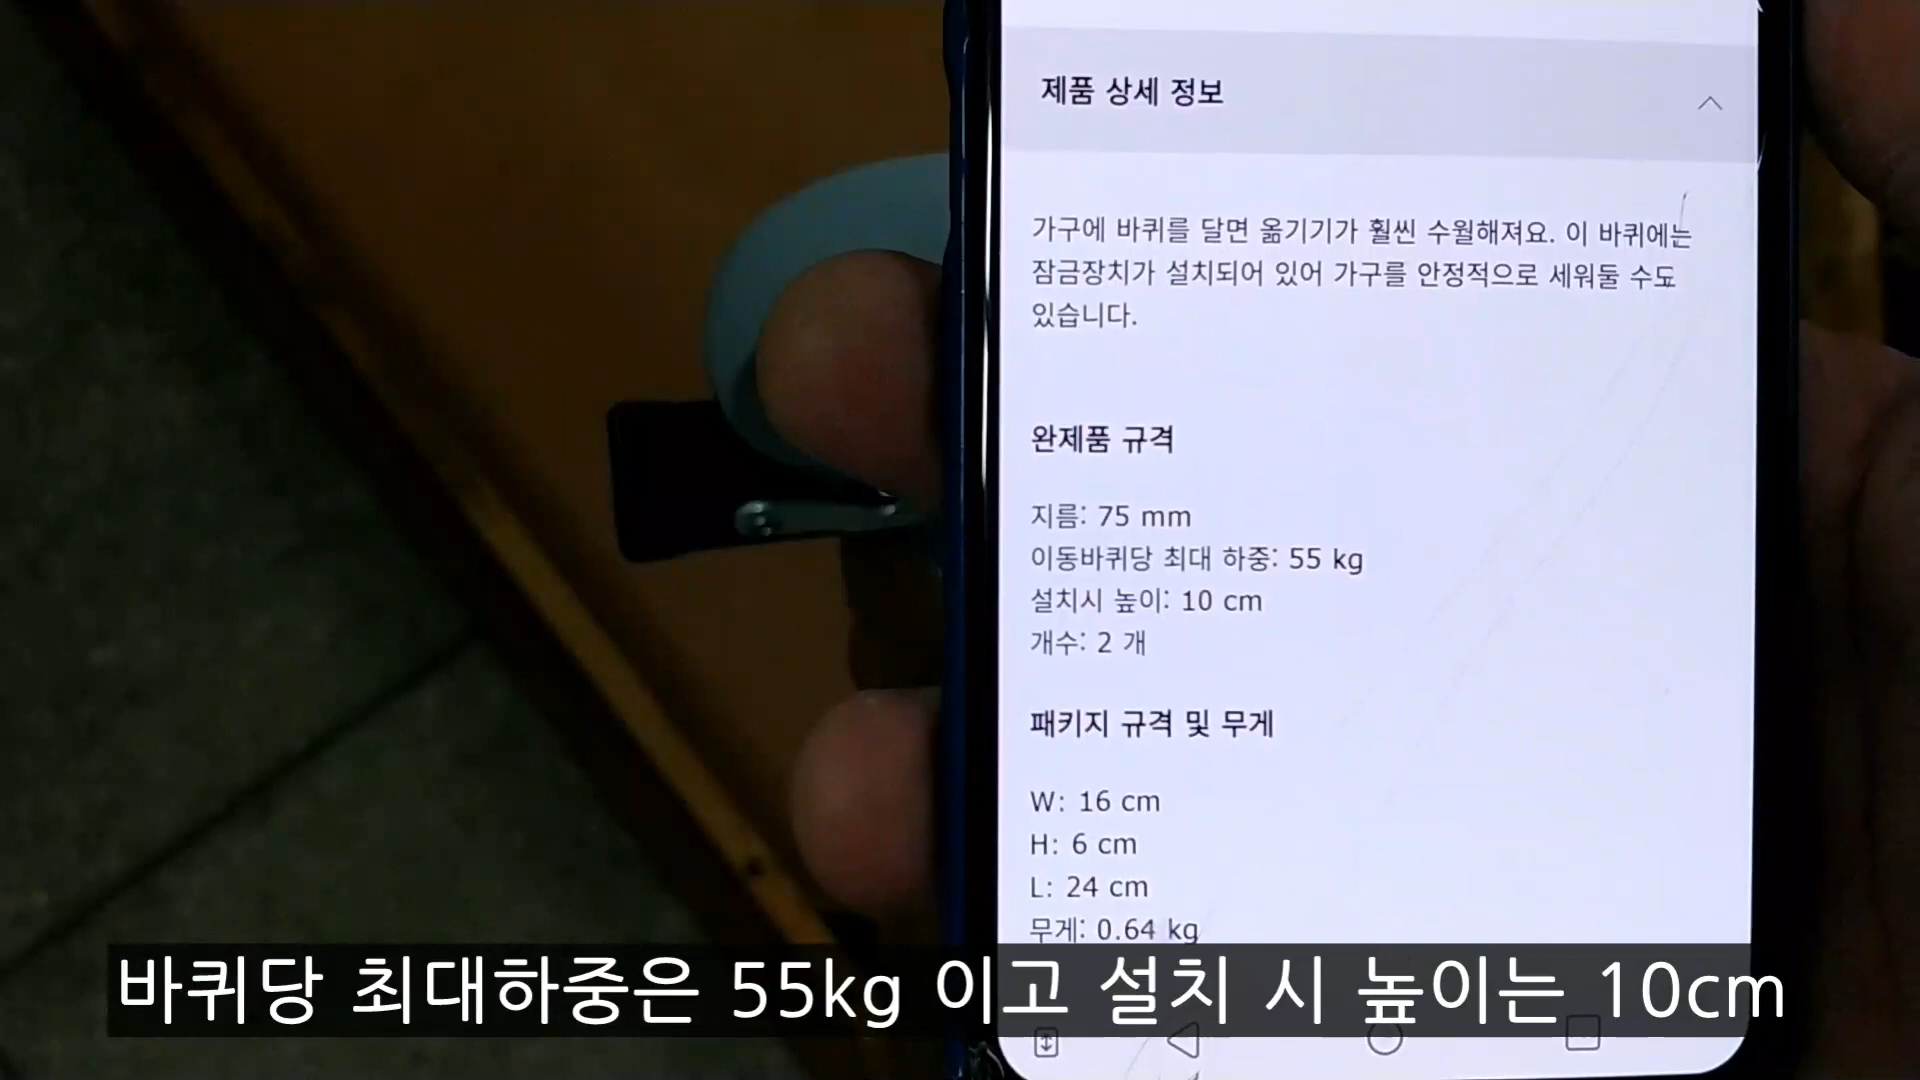 제품 상세 정보
가구에 바퀴를 달면 옮기기가 훨씬 수월해져요. 이 바퀴에는
잠금장치가 설치되어 있어 가구를 안정적으로 세워둘 수도
있습니다.
완제품 규격
지름: 75 mm
이동바퀴당 최대 하중: 55 kg
설치시 높이: 10 cm
개수: 2 개
패키지 규격 및 무게
W: 16 cm
H: 6 cm
L: 24 cm
무게: 0.64 kg
바퀴당 최대하중은 55kg 이고 설치 시 높이는 10cm